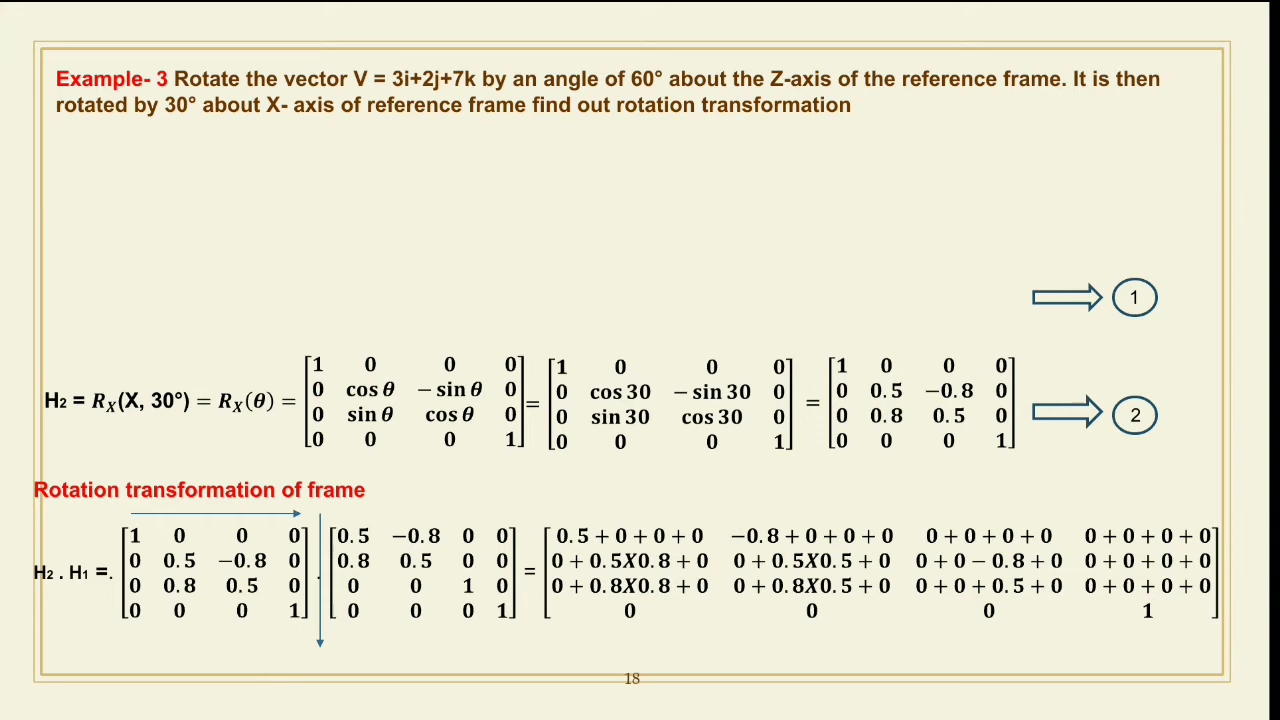 Example- 3 Rotate the vector V = 3i+2j+7k by an angle of 60° about the Z-axis of the reference frame. It is then
rotated by 30° about X- axis of reference frame find out rotation transformation
1
H₂ = R_X(X, 30°) = R_X(θ) = [1 0 0 0; 0 cos θ − sin θ 0; 0 sin θ cos θ 0; 0 0 0 1] = [1 0 0 0; 0 cos 30 − sin 30 0; 0 sin 30 cos 30 0; 0 0 0 1] = [1 0 0 0; 0 0.5 −0.8 0; 0 0.8 0.5 0; 0 0 0 1]
2
Rotation transformation of frame
H₂ . H₁ =. [1 0 0 0; 0 0.5 −0.8 0; 0 0.8 0.5 0; 0 0 0 1] . [0.5 −0.8 0 0; 0.8 0.5 0 0; 0 0 1 0; 0 0 0 1] = [0.5 + 0 + 0 + 0 −0.8 + 0 + 0 + 0 0 + 0 + 0 + 0 0 + 0 + 0 + 0; 0 + 0.5X0.8 + 0 0 + 0.5X0.5 + 0 0 + 0 − 0.8 + 0 0 + 0 + 0 + 0; 0 + 0.8X0.8 + 0 0 + 0.8X0.5 + 0 0 + 0 + 0.5 + 0 0 + 0 + 0 + 0; 0 0 0 1]
18